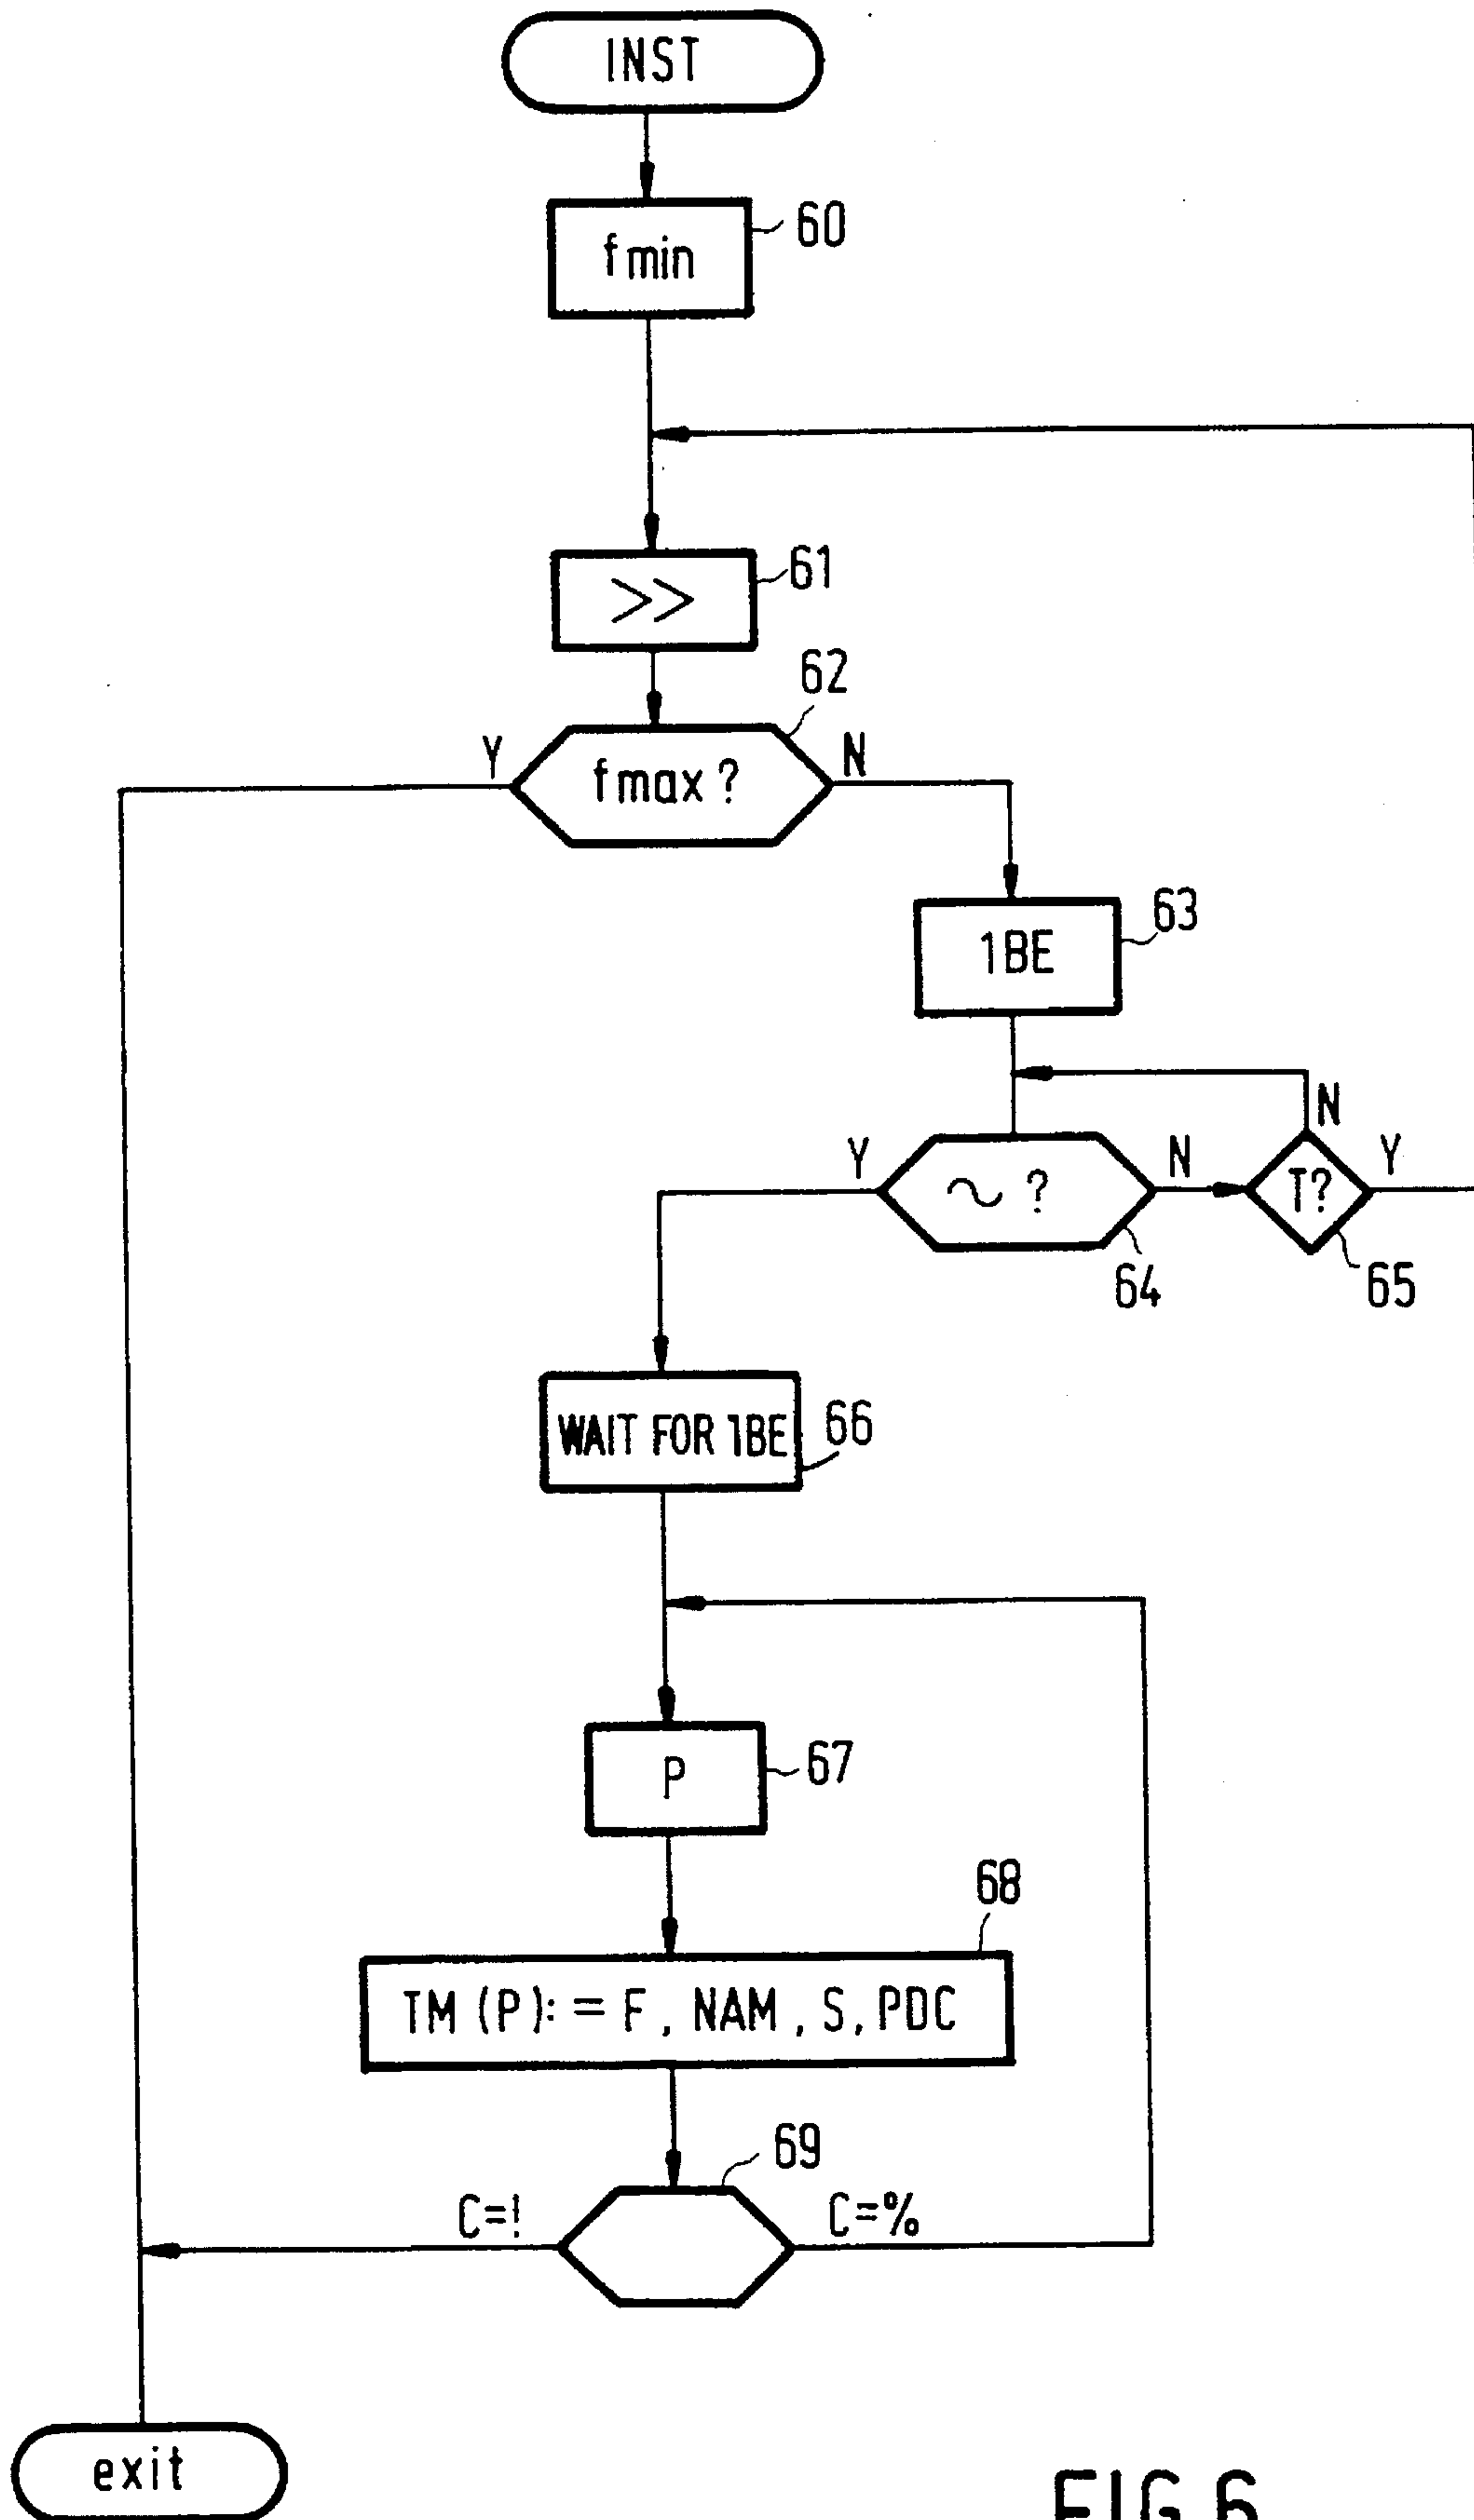 INST
fmin
60
>>
61
62
Y
fmax ?
N
1BE
63
N
Y
~ ?
N
T?
Y
64
65
WAIT FOR 1BE
66
P
67
68
TM (P): = F, NAM, S, PDC
69
C=!
C=%
exit
FIG.6